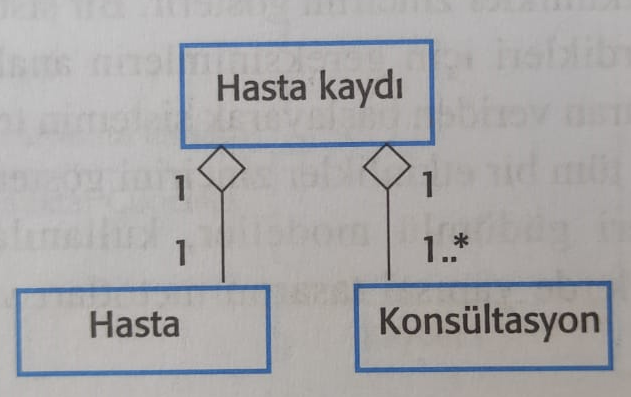 Hasta kaydı
1 1
1 1..*
Hasta Konsültasyon